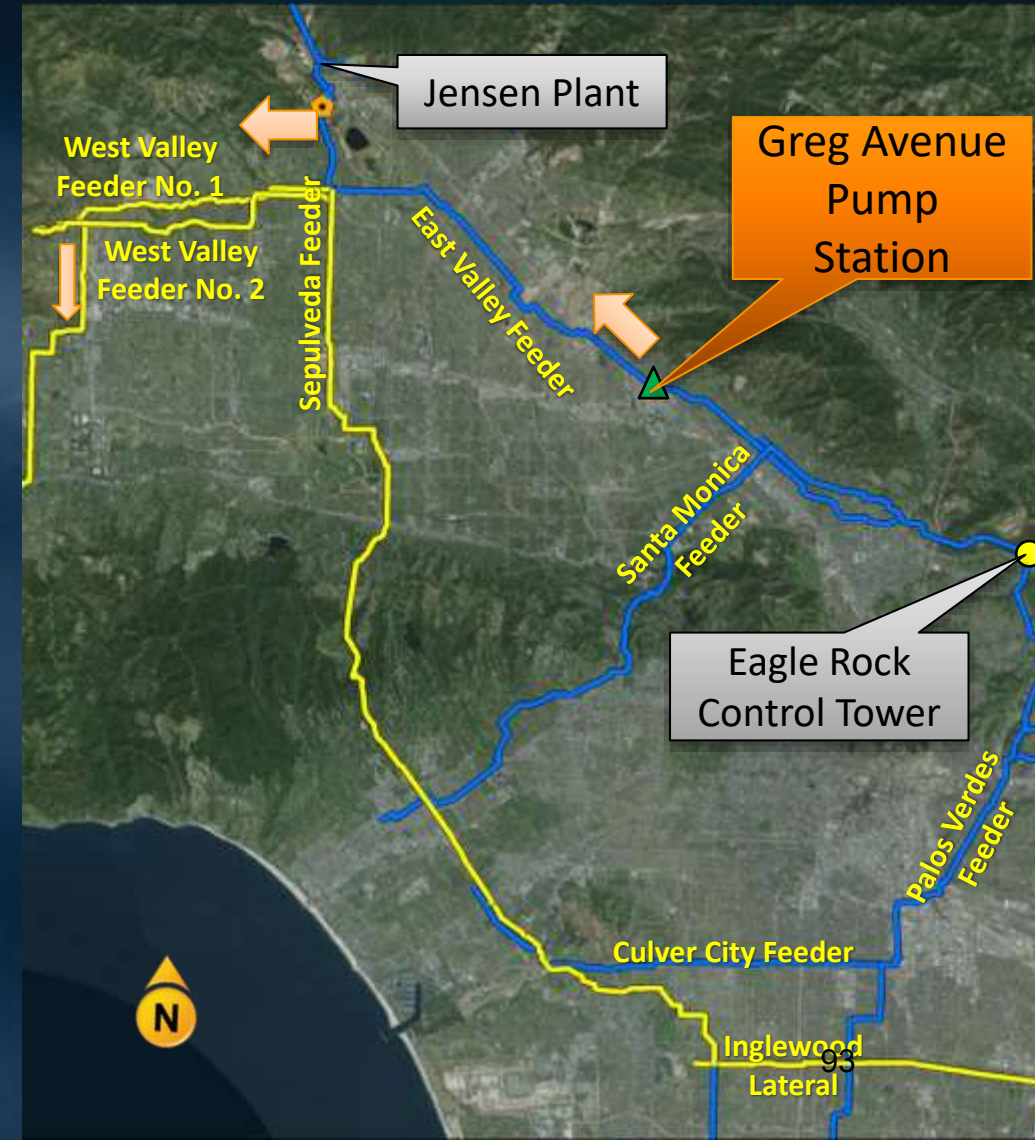 Jensen Plant
Greg Avenue
Pump
Station
West Valley
Feeder No. 1
West Valley
Feeder No. 2
Sepulveda Feeder
East Valley Feeder
Santa Monica
Feeder
Eagle Rock
Control Tower
Palos Verdes
Feeder
Culver City Feeder
N
Inglewood
93
Lateral